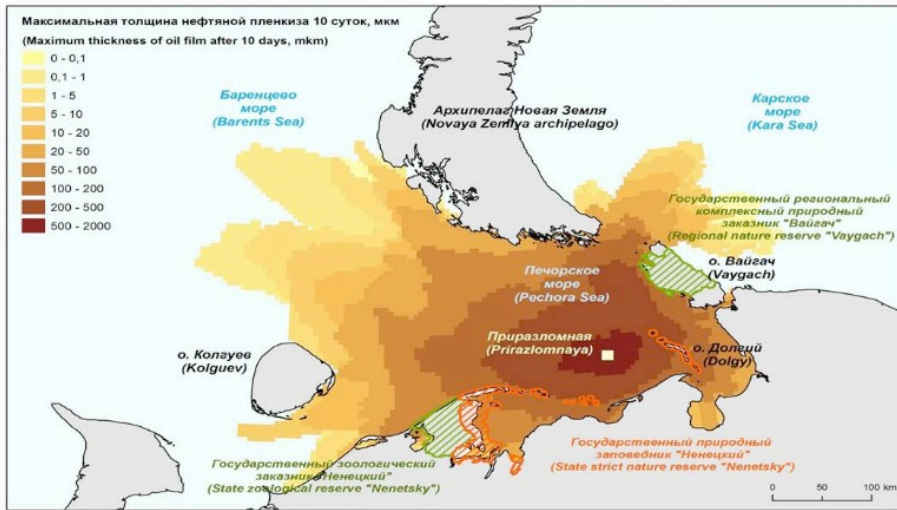 Максимальная толщина нефтяной пленкиза 10 суток, мкм
(Maximum thickness of oil film after 10 days, mkm)
0 - 0,1
0,1 - 1
1 - 5
5 - 10
10 - 20
20 - 50
50 - 100
100 - 200
200 - 500
500 - 2000
Баренцево
море
(Barents Sea)
Архипелаг Новая Земля
(Novaya Zemlya archipelago)
Карское
море
(Kara Sea)
Государственный региональный
комплексный природный
заказник "Вайгач"
(Regional nature reserve "Vaygach")
о. Вайгач
(Vaygach)
Печорское
море
(Pechora Sea)
Приразломная
(Prirazlomnaya)
о. Долгий
(Dolgy)
о. Колгуев
(Kolguev)
Государственный зоологический
заказник "Ненецкий"
(State zoological reserve "Nenetsky")
Государственный природный
заповедник "Ненецкий"
(State strict nature reserve "Nenetsky")
0 50 100 km